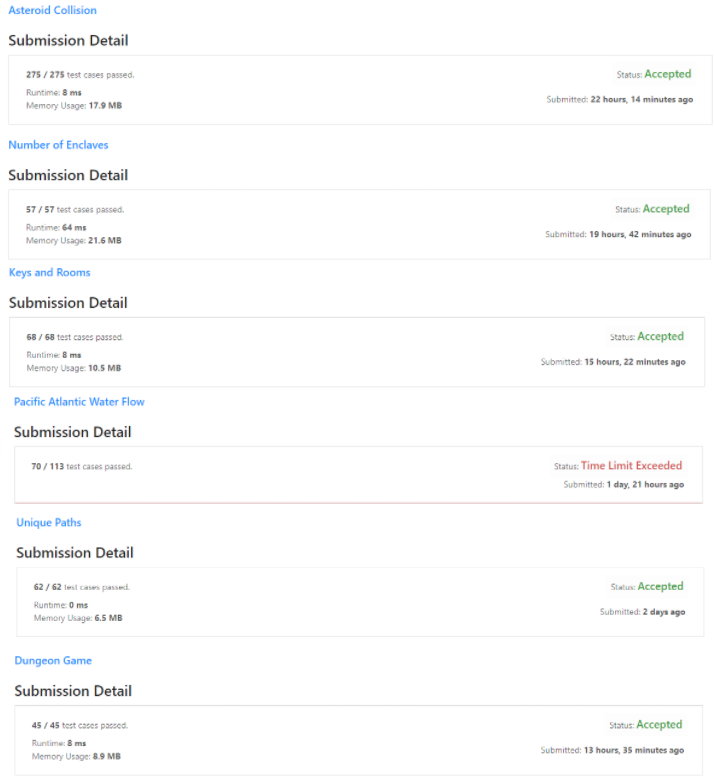 Asteroid Collision
Submission Detail
275 / 275 test cases passed.
Status: Accepted
Runtime: 8 ms
Memory Usage: 17.9 MB
Submitted: 22 hours, 14 minutes ago
Number of Enclaves
Submission Detail
57 / 57 test cases passed.
Status: Accepted
Runtime: 64 ms
Memory Usage: 21.6 MB
Submitted: 19 hours, 42 minutes ago
Keys and Rooms
Submission Detail
68 / 68 test cases passed.
Status: Accepted
Runtime: 8 ms
Memory Usage: 10.5 MB
Submitted: 15 hours, 22 minutes ago
Pacific Atlantic Water Flow
Submission Detail
70 / 113 test cases passed.
Status: Time Limit Exceeded
Submitted: 1 day, 21 hours ago
Unique Paths
Submission Detail
62 / 62 test cases passed.
Status: Accepted
Runtime: 0 ms
Memory Usage: 6.5 MB
Submitted: 2 days ago
Dungeon Game
Submission Detail
45 / 45 test cases passed.
Status: Accepted
Runtime: 8 ms
Memory Usage: 8.9 MB
Submitted: 13 hours, 35 minutes ago